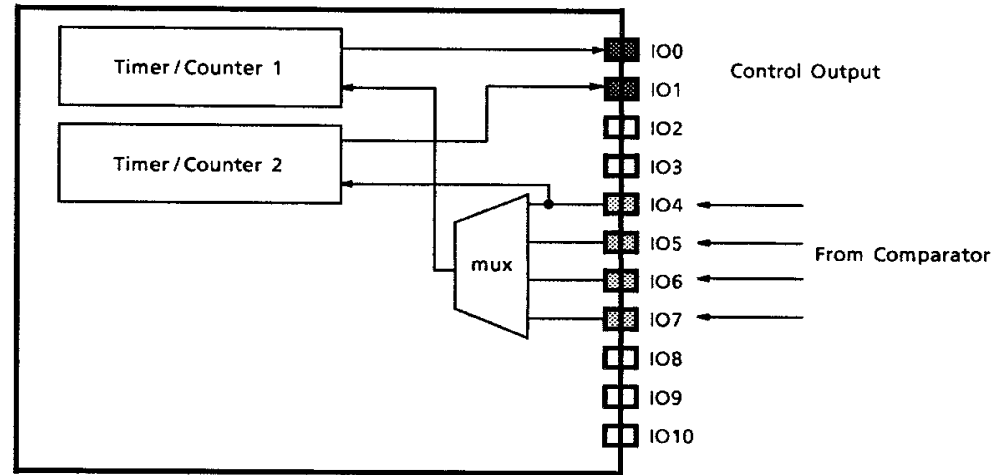 Timer/Counter 1
Timer/Counter 2
mux
IO0
IO1
IO2
IO3
IO4
IO5
IO6
IO7
IO8
IO9
IO10
Control Output
From Comparator